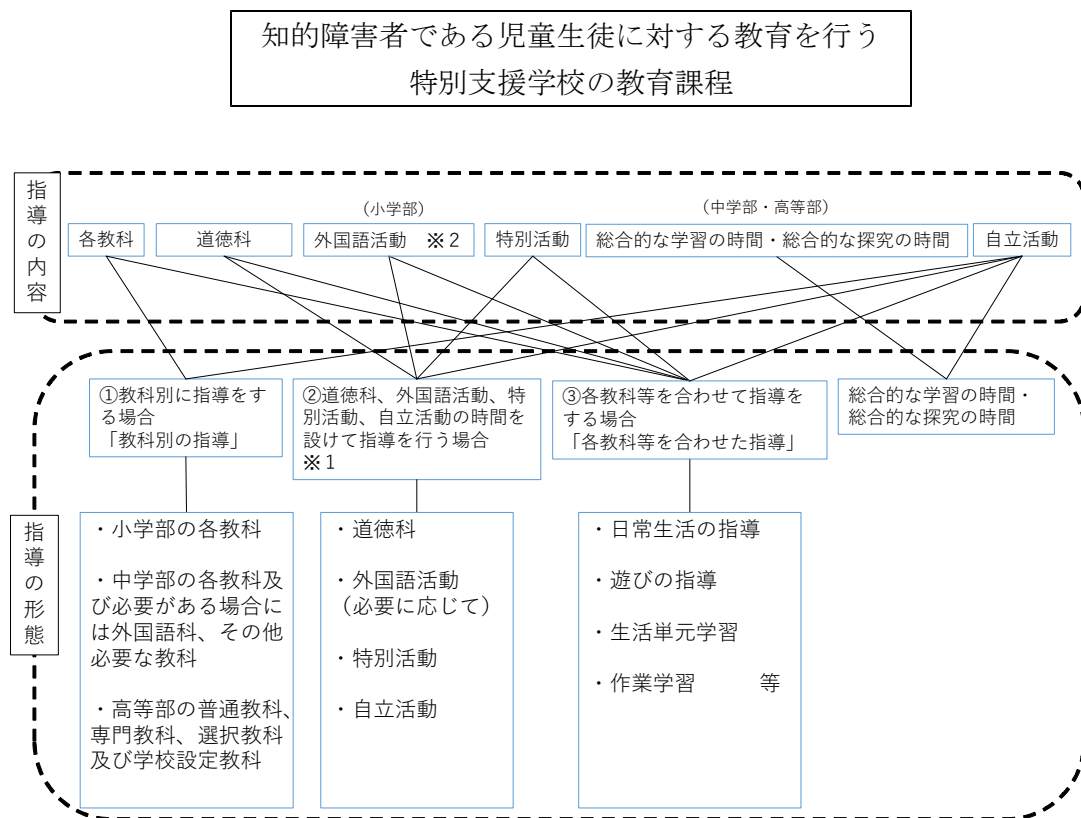 知的障害者である児童生徒に対する教育を行う
特別支援学校の教育課程
指導の内容
(小学部)
(中学部・高等部)
各教科
道徳科
外国語活動 ※2
特別活動
総合的な学習の時間・総合的な探究の時間
自立活動
指導の形態
①教科別に指導をす
る場合
「教科別の指導」
②道徳科、外国語活動、特
別活動、自立活動の時間を
設けて指導を行う場合
※1
③各教科等を合わせて指導を
する場合
「各教科等を合わせた指導」
総合的な学習の時間・
総合的な探究の時間
・小学部の各教科
・中学部の各教科及
び必要がある場合に
は外国語科、その他
必要な教科
・高等部の普通教科、
専門教科、選択教科
及び学校設定教科
・道徳科
・外国語活動
(必要に応じて)
・特別活動
・自立活動
・日常生活の指導
・遊びの指導
・生活単元学習
・作業学習 等